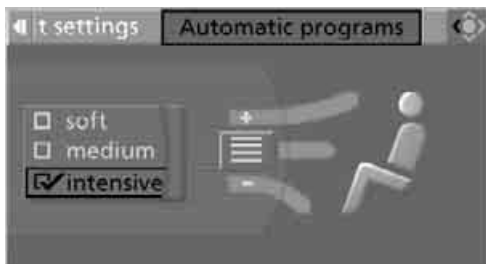 t settings Automatic programs
+
soft
medium
intensive
-